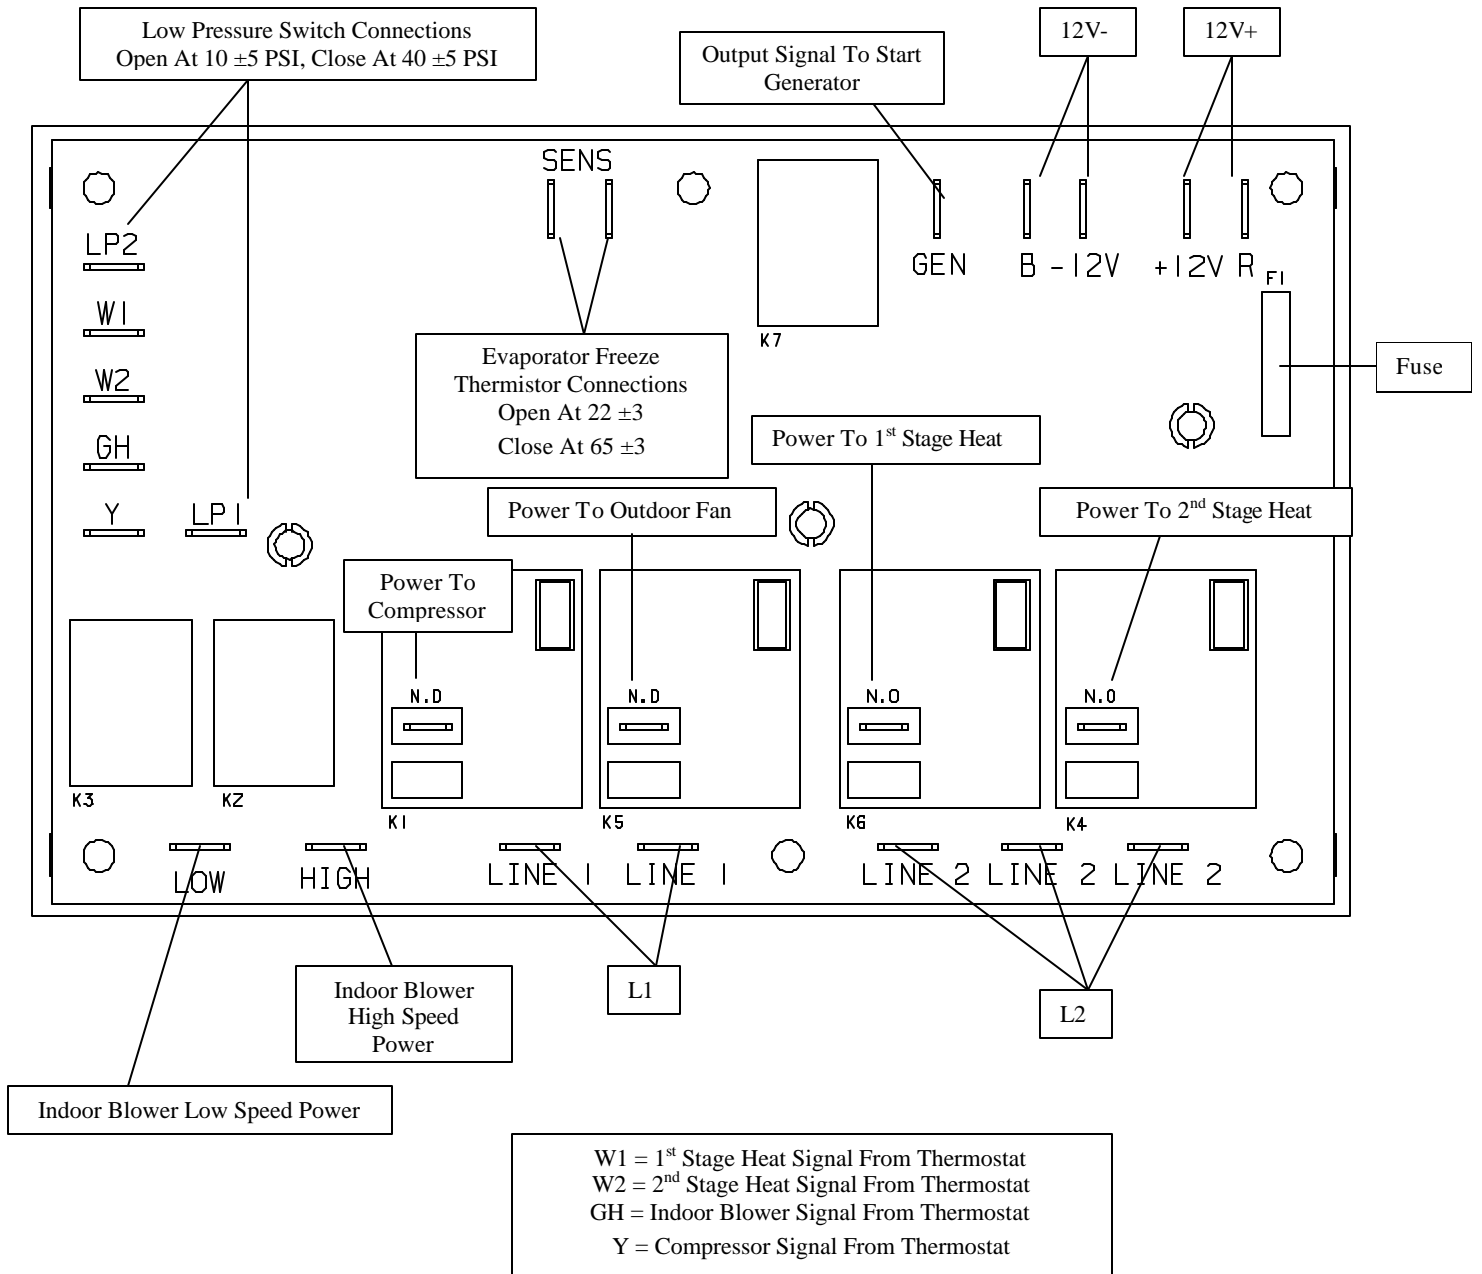 Low Pressure Switch Connections
Open At 10 ±5 PSI, Close At 40 ±5 PSI
Output Signal To Start
Generator
12V-
12V+
SENS
LP2
GEN
B -12V
+12V R
F1
W1
K7
W2
Evaporator Freeze
Thermistor Connections
Open At 22 ±3
Close At 65 ±3
Fuse
GH
Power To 1st Stage Heat
Y
LP1
Power To Outdoor Fan
Power To 2nd Stage Heat
Power To
Compressor
N.D
N.D
N.O
N.O
K3
K2
K1
K5
K6
K4
LOW
HIGH
LINE 1
LINE 1
LINE 2
LINE 2
LINE 2
Indoor Blower
High Speed
Power
L1
L2
Indoor Blower Low Speed Power
W1 = 1st Stage Heat Signal From Thermostat
W2 = 2nd Stage Heat Signal From Thermostat
GH = Indoor Blower Signal From Thermostat
Y = Compressor Signal From Thermostat